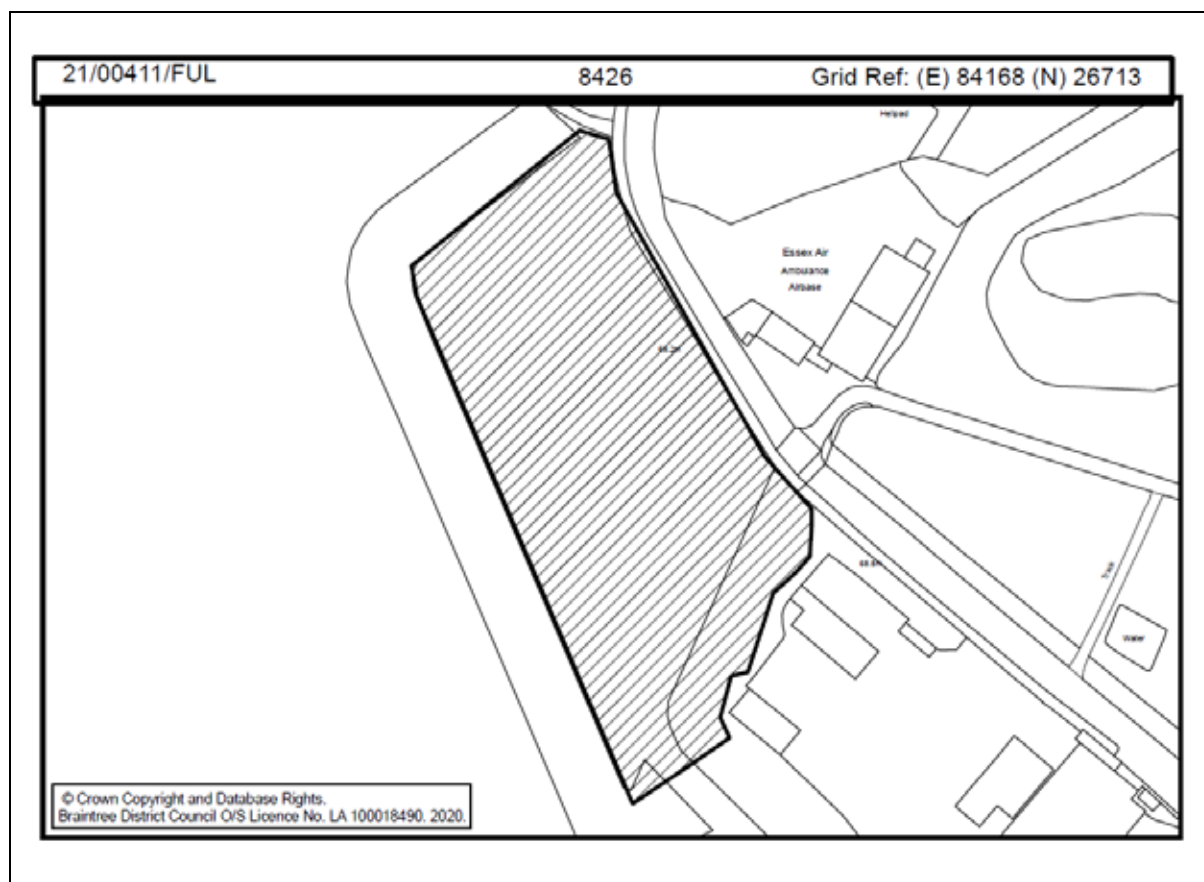 21/00411/FUL 8426 Grid Ref: (E) 84168 (N) 26713
Helipad
Essex Air
Ambulance
Airbase
Track
Water
© Crown Copyright and Database Rights.
Braintree District Council O/S Licence No. LA 100018490. 2020.